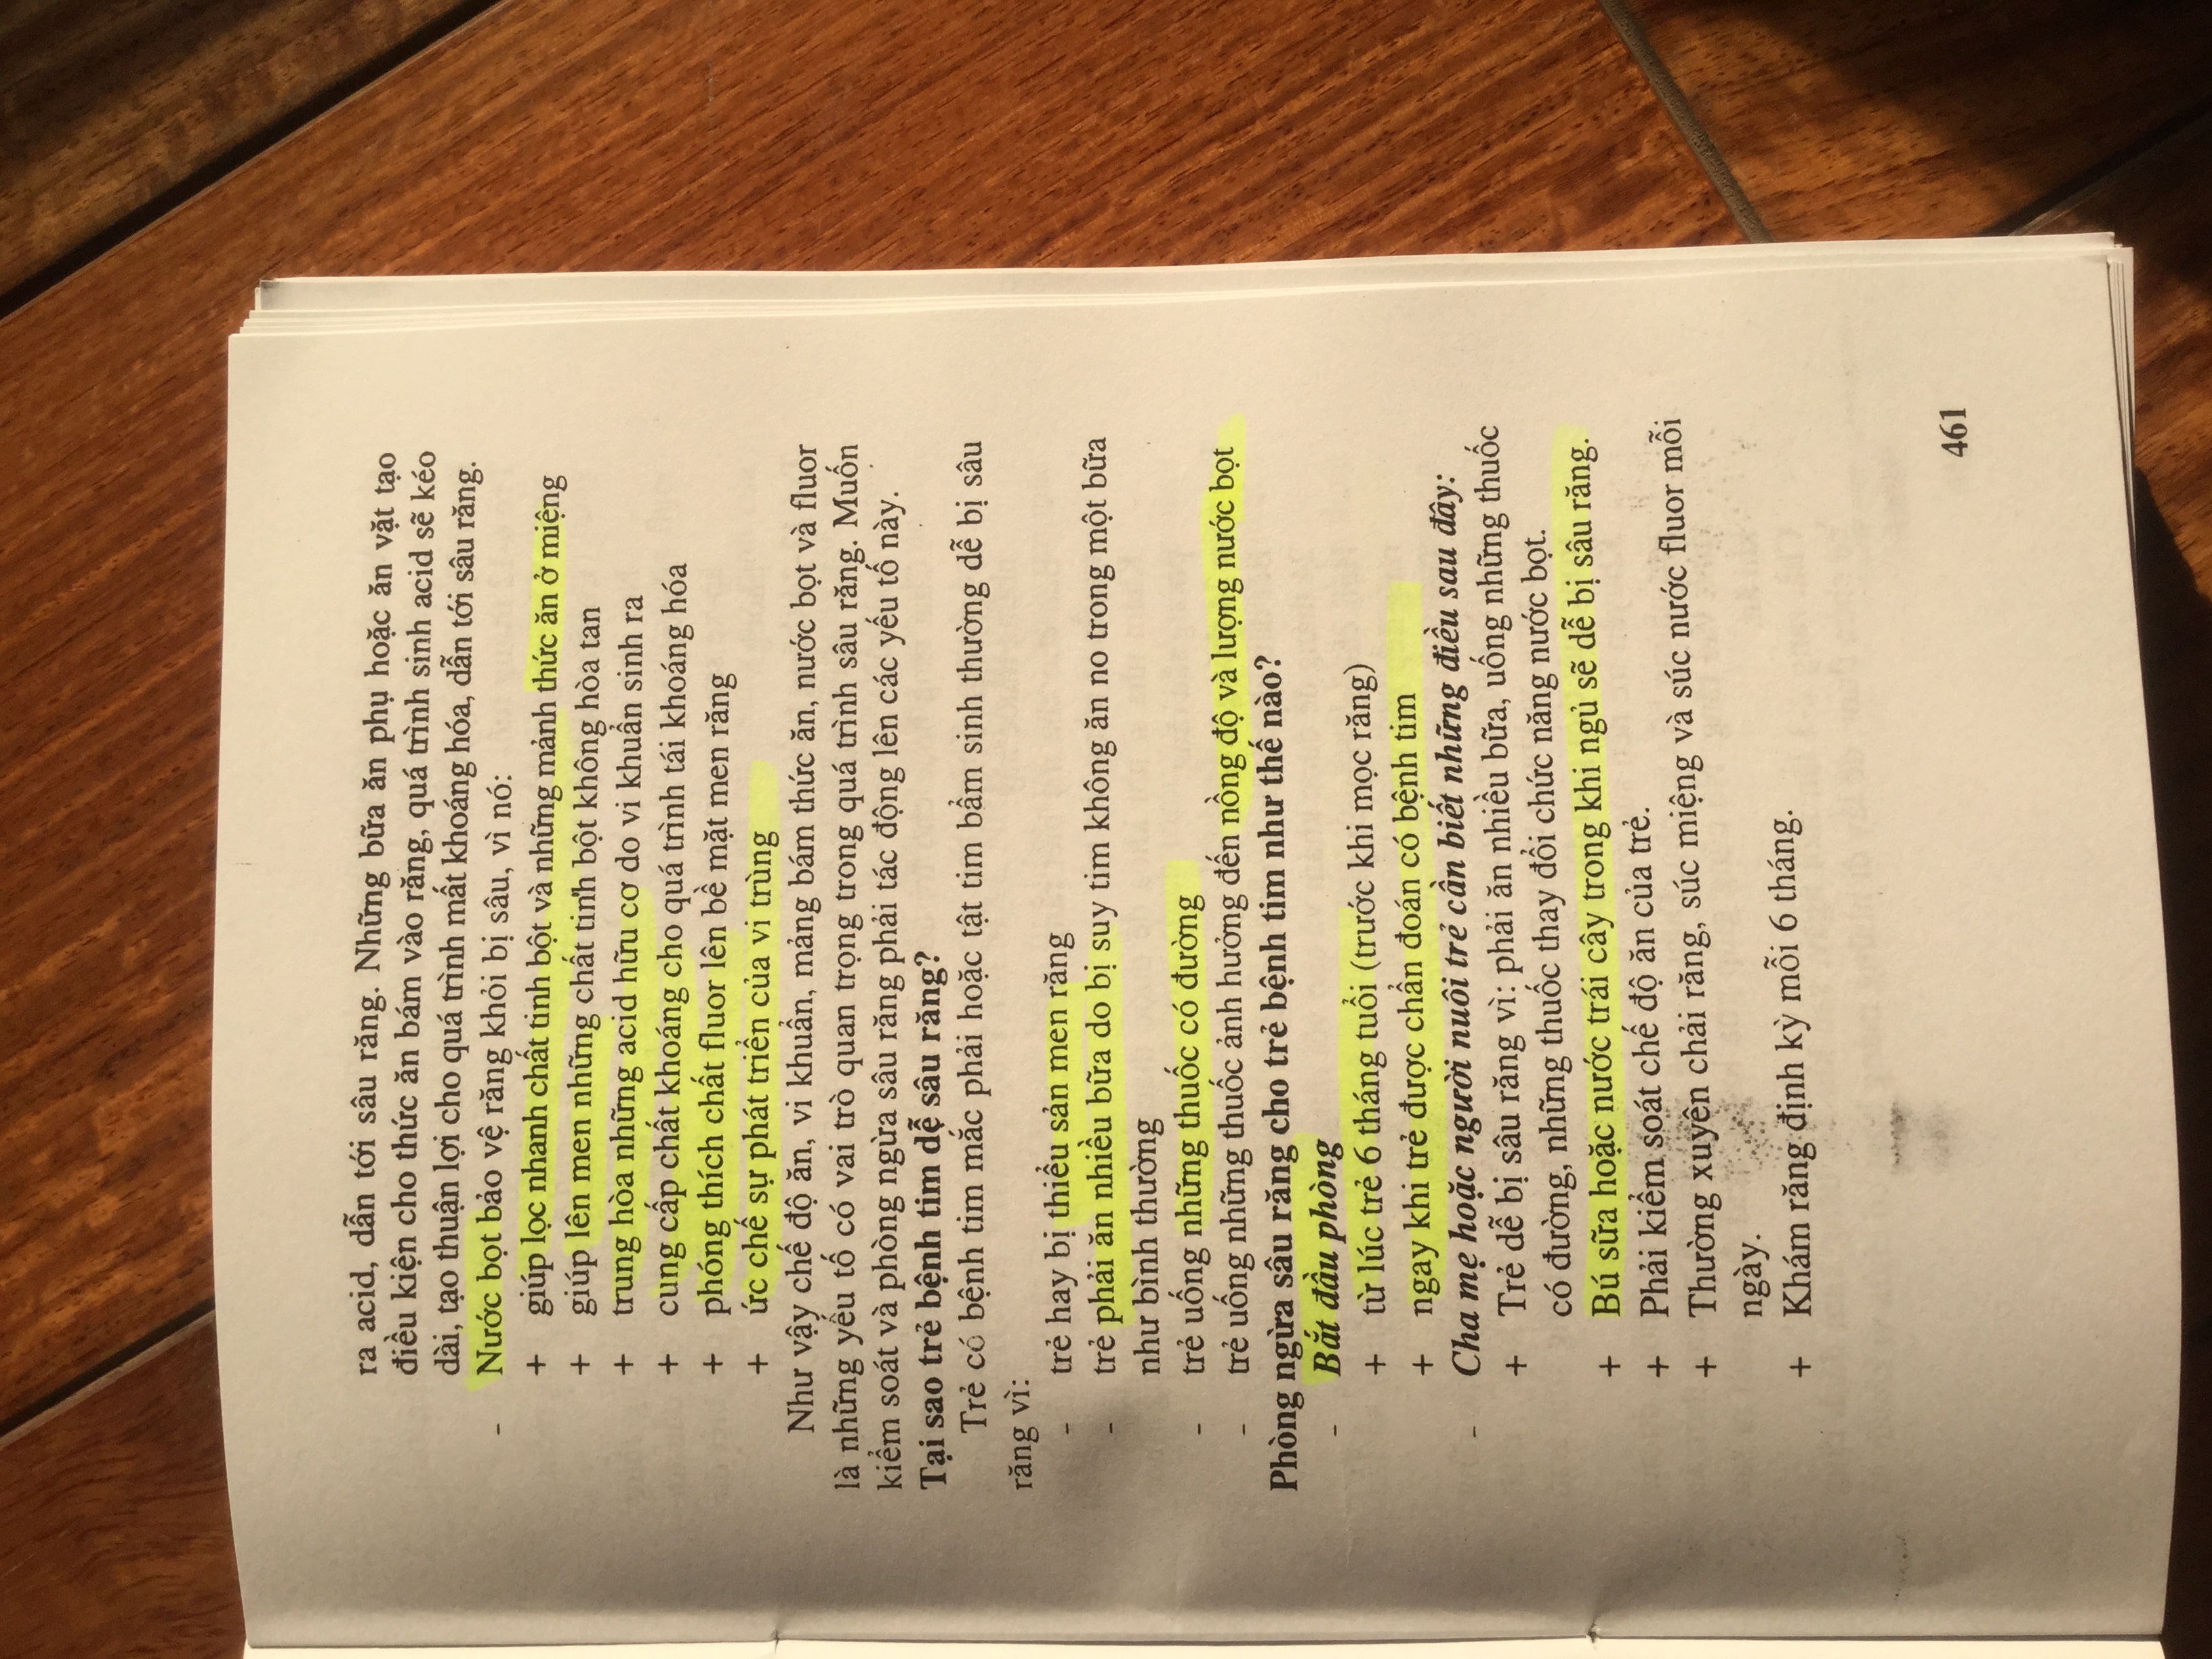 ra acid, dẫn tới sâu răng. Những bữa ăn phụ hoặc ăn vặt tạo
điều kiện cho thức ăn bám vào răng, quá trình sinh acid sẽ kéo
dài, tạo thuận lợi cho quá trình mất khoáng hóa, dẫn tới sâu răng.
- Nước bọt bảo vệ răng khỏi bị sâu, vì nó:
+ giúp lọc nhanh chất tinh bột và những mảnh thức ăn ở miệng
+ giúp lên men những chất tinh bột không hòa tan
+ trung hòa những acid hữu cơ do vi khuẩn sinh ra
+ cung cấp chất khoáng cho quá trình tái khoáng hóa
+ phóng thích chất fluor lên bề mặt men răng
+ ức chế sự phát triển của vi trùng
Như vậy chế độ ăn, vi khuẩn, mảng bám thức ăn, nước bọt và fluor
là những yếu tố có vai trò quan trọng trong quá trình sâu răng. Muốn
kiểm soát và phòng ngừa sâu răng phải tác động lên các yếu tố này.
Tại sao trẻ bệnh tim dễ sâu răng?
Trẻ có bệnh tim mắc phải hoặc tật tim bẩm sinh thường dễ bị sâu
răng vì:
- trẻ hay bị thiểu sản men răng
- trẻ phải ăn nhiều bữa do bị suy tim không ăn no trong một bữa
như bình thường
- trẻ uống những thuốc có đường
- trẻ uống những thuốc ảnh hưởng đến nồng độ và lượng nước bọt
Phòng ngừa sâu răng cho trẻ bệnh tim như thế nào?
- Bắt đầu phòng
+ từ lúc trẻ 6 tháng tuổi (trước khi mọc răng)
+ ngay khi trẻ được chẩn đoán có bệnh tim
- Cha mẹ hoặc người nuôi trẻ cần biết những điều sau đây:
+ Trẻ dễ bị sâu răng vì: phải ăn nhiều bữa, uống những thuốc
có đường, những thuốc thay đổi chức năng nước bọt.
+ Bú sữa hoặc nước trái cây trong khi ngủ sẽ dễ bị sâu răng.
+ Phải kiểm soát chế độ ăn của trẻ.
+ Thường xuyên chải răng, súc miệng và súc nước fluor mỗi
ngày.
+ Khám răng định kỳ mỗi 6 tháng.
461